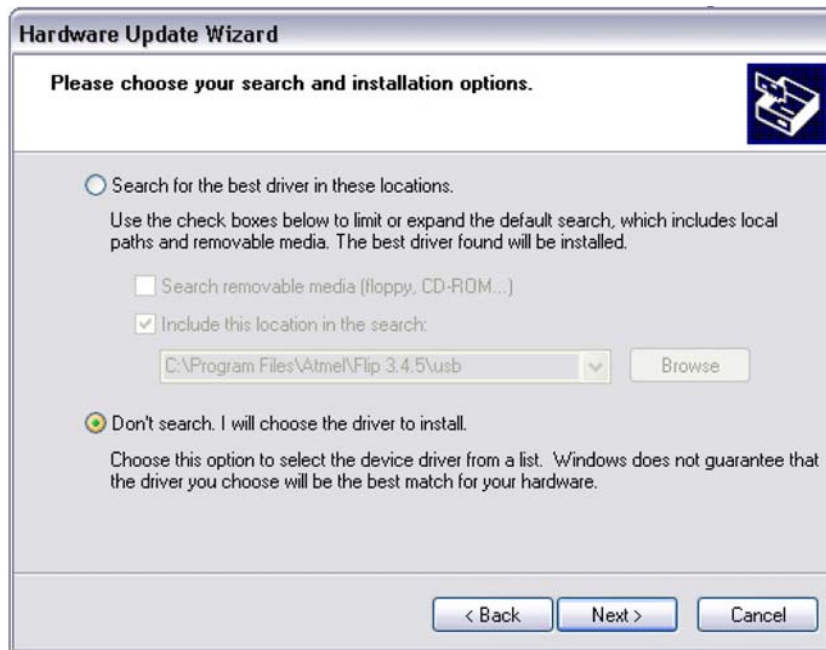 Hardware Update Wizard
Please choose your search and installation options.
Search for the best driver in these locations.
Use the check boxes below to limit or expand the default search, which includes local
paths and removable media. The best driver found will be installed.
Search removable media (floppy, CD-ROM...)
Include this location in the search:
C:\Program Files\Atmel\Flip 3.4.5\usb
Browse
Don't search. I will choose the driver to install.
Choose this option to select the device driver from a list. Windows does not guarantee that
the driver you choose will be the best match for your hardware.
< Back
Next >
Cancel